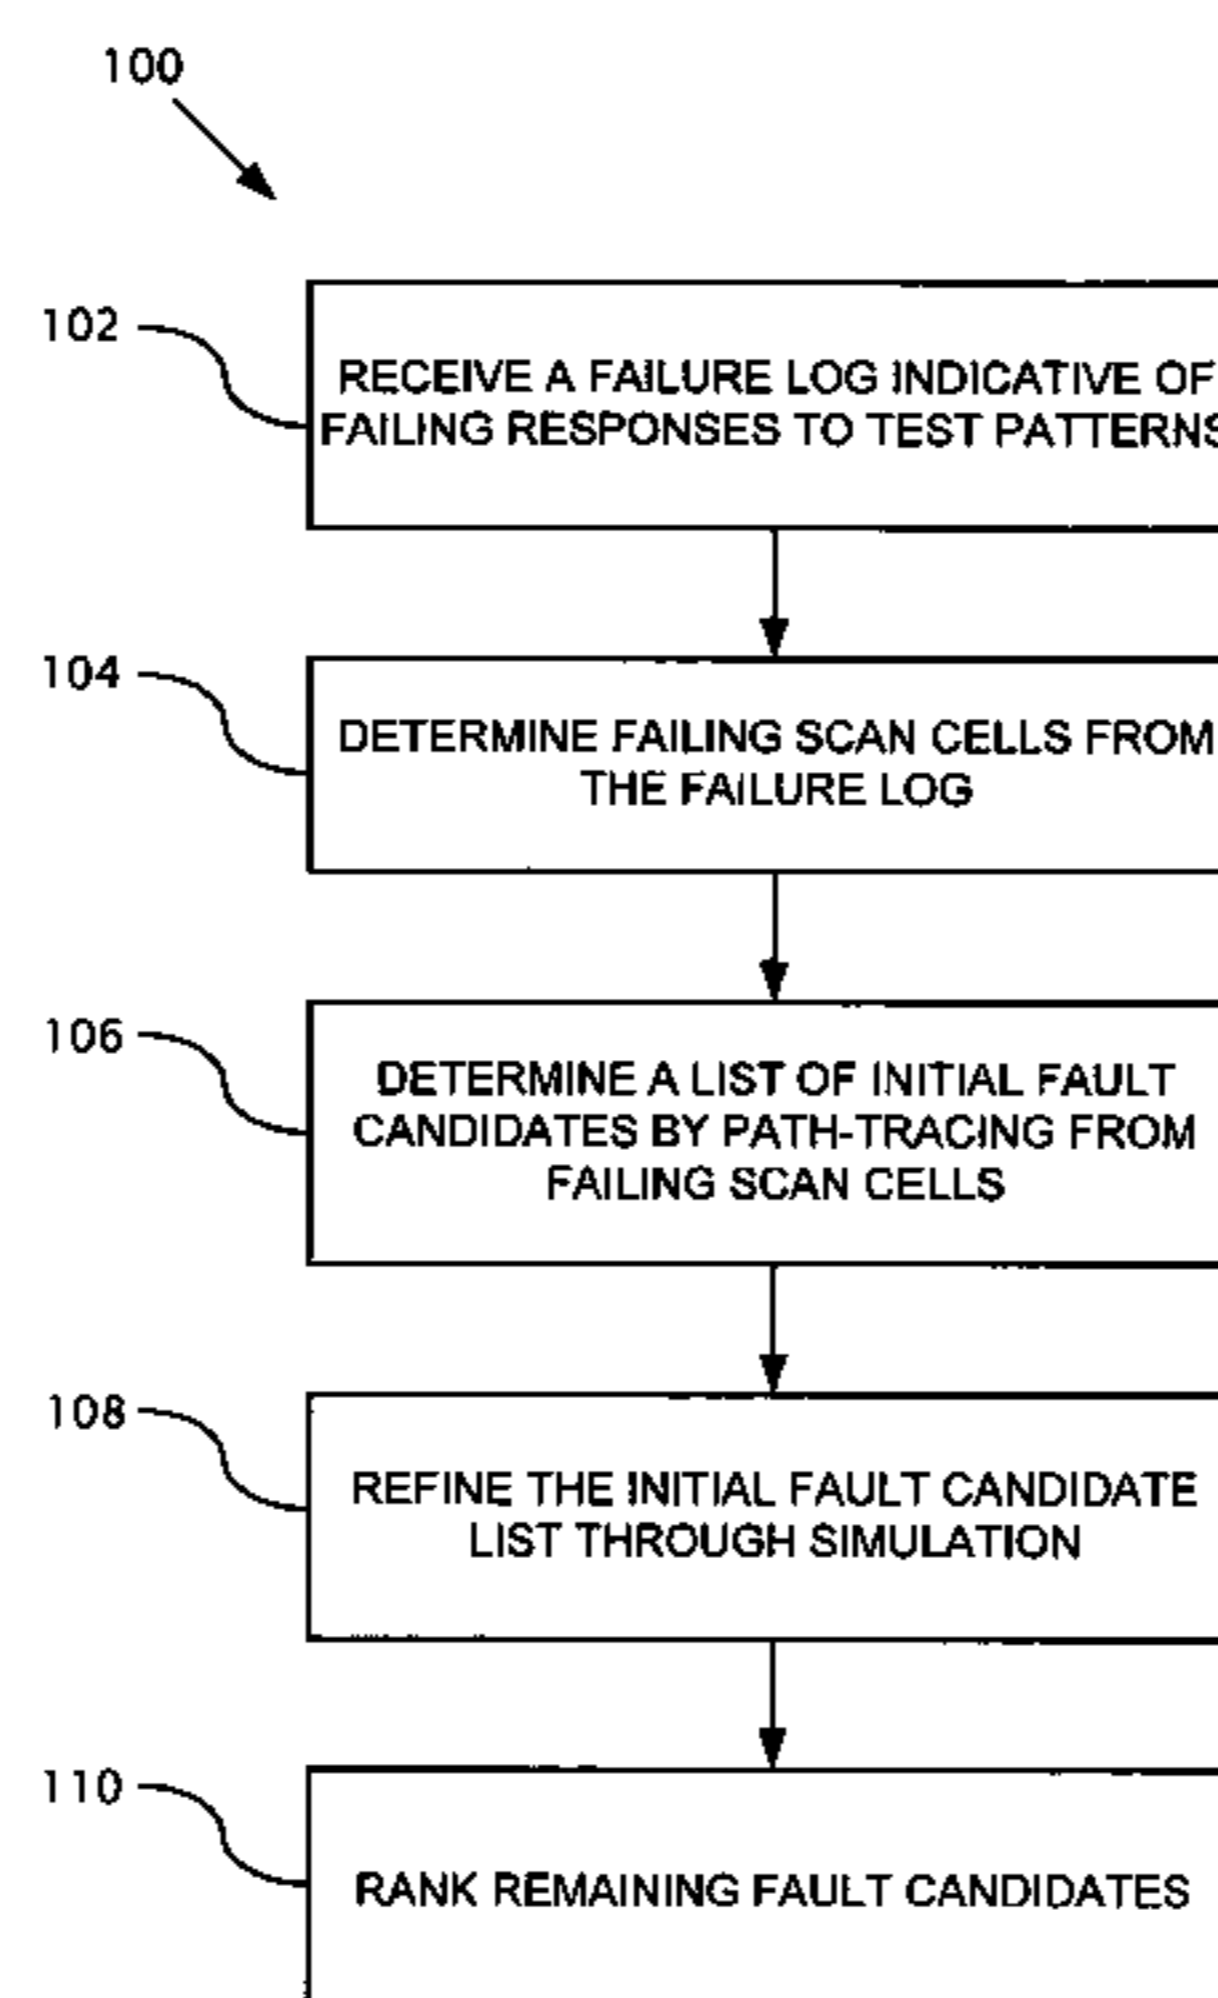 100
102
RECEIVE A FAILURE LOG INDICATIVE OF
FAILING RESPONSES TO TEST PATTERNS
104
DETERMINE FAILING SCAN CELLS FROM
THE FAILURE LOG
106
DETERMINE A LIST OF INITIAL FAULT
CANDIDATES BY PATH-TRACING FROM
FAILING SCAN CELLS
108
REFINE THE INITIAL FAULT CANDIDATE
LIST THROUGH SIMULATION
110
RANK REMAINING FAULT CANDIDATES